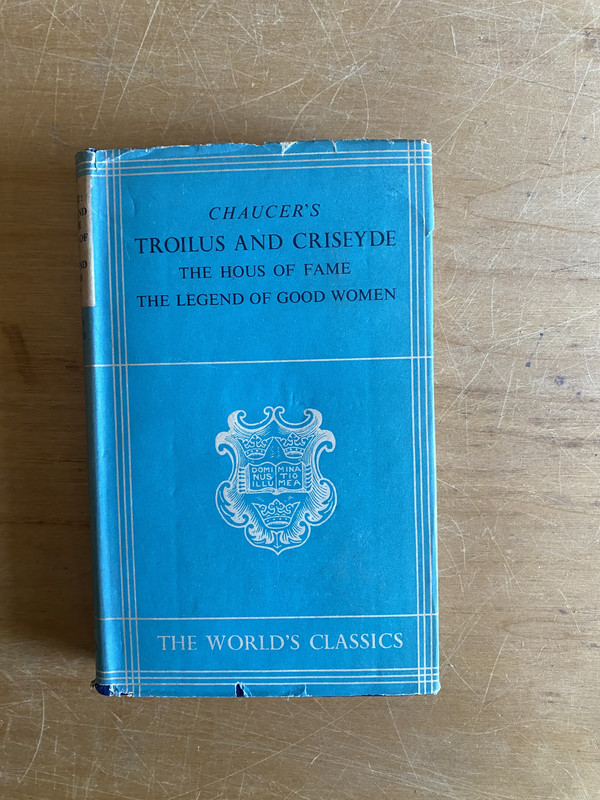 CHAUCER'S
TROILUS AND CRISEYDE
THE HOUS OF FAME
THE LEGEND OF GOOD WOMEN
DOMI MINA
NUS TIO
ILLU MEA
THE WORLD'S CLASSICS